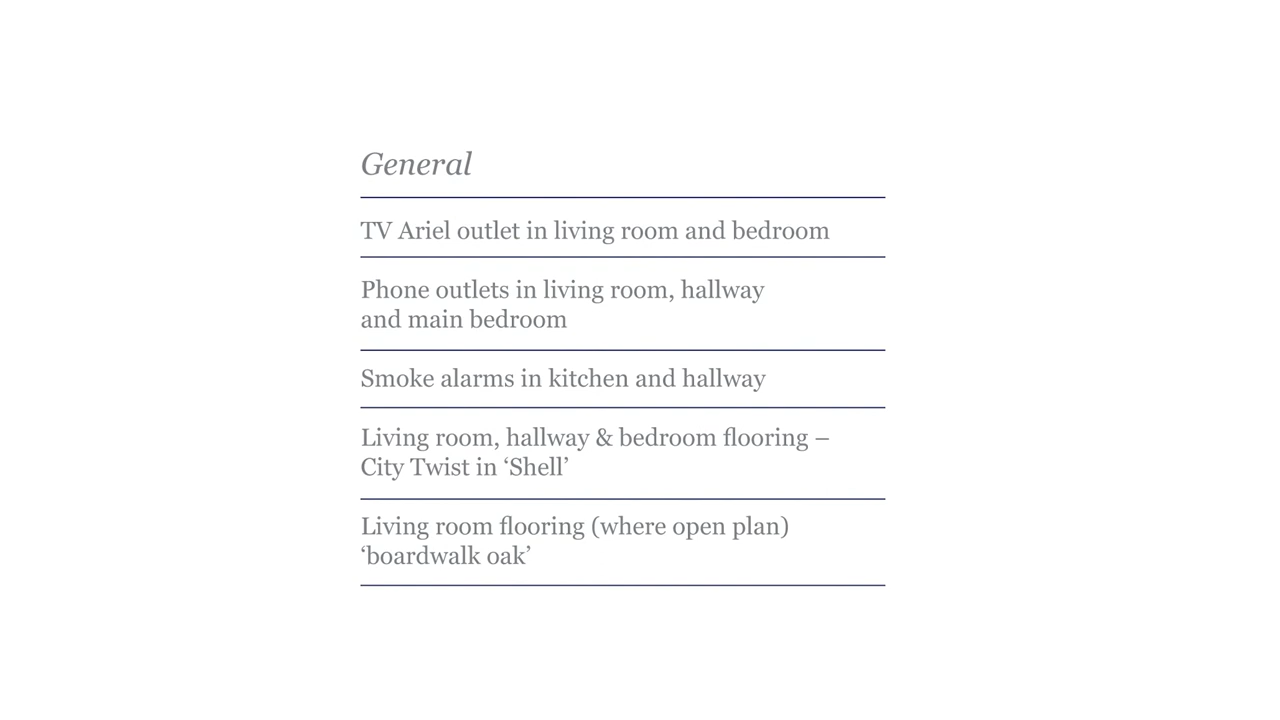 General
TV Ariel outlet in living room and bedroom
Phone outlets in living room, hallway
and main bedroom
Smoke alarms in kitchen and hallway
Living room, hallway & bedroom flooring –
City Twist in ‘Shell’
Living room flooring (where open plan)
‘boardwalk oak’